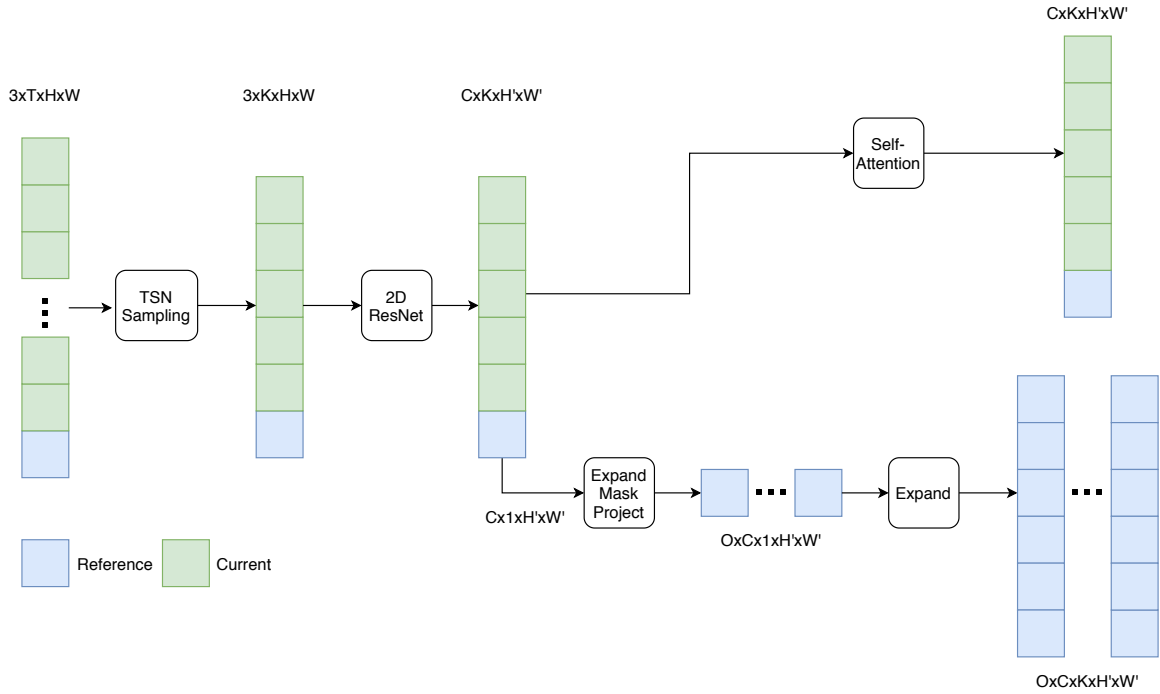 CxKxH'xW'
3xTxHxW
3xKxHxW
CxKxH'xW'
Self-
Attention
TSN
Sampling
2D
ResNet
Expand
Mask
Project
Expand
Cx1xH'xW'
OxCx1xH'xW'
Reference
Current
OxCxKxH'xW'